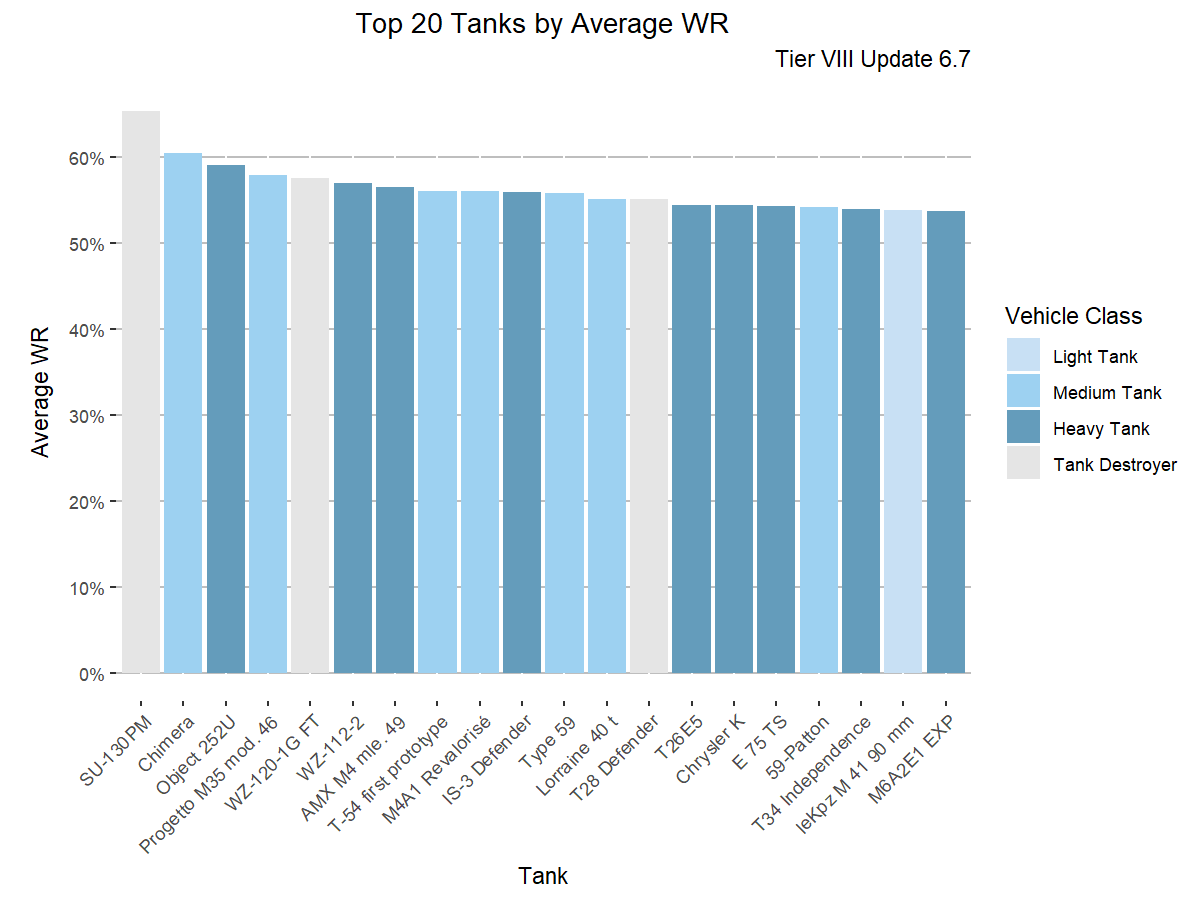 Top 20 Tanks by Average WR
Tier VIII Update 6.7
60%
50%
40%
30%
20%
10%
0%
Average WR
SU-130PM
Chimera
Object 252U
Progetto M35 mod. 46
WZ-120-1G FT
WZ-112-2
AMX M4 mle. 49
T-54 first prototype
M4A1 Revalorisé
IS-3 Defender
Type 59
Lorraine 40 t
T28 Defender
T26E5
Chrysler K
E 75 TS
59-Patton
T34 Independence
leKpz M 41 90 mm
M6A2E1 EXP
Tank
Vehicle Class
Light Tank
Medium Tank
Heavy Tank
Tank Destroyer